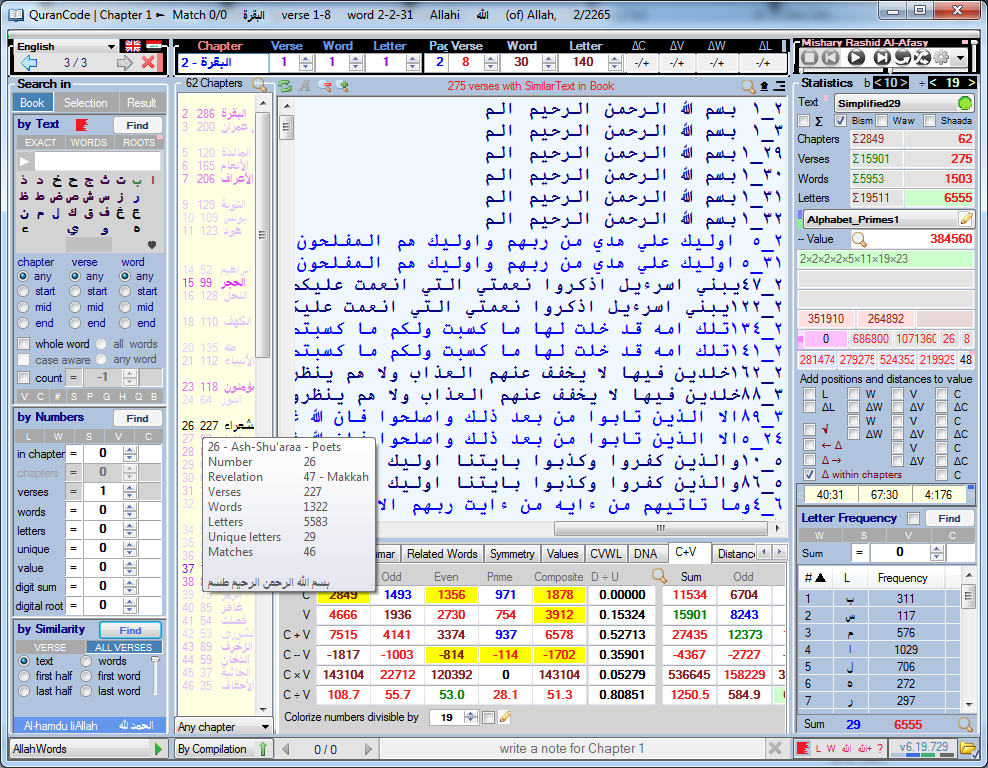 QuranCode | Chapter 1 ► Match 0/0 البقرة verse 1-8 word 2-2-31 Allahi الله (of) Allah, 2/2265
English
3 / 3
Chapter Verse Word Letter Pag Verse Word Letter ΔC ΔV ΔW ΔL
2 - البقرة 1 1 1 2 8 30 140 -/+ -/+ -/+ -/+
Mishary Rashid Al-Afasy
Search in
Book Selection Result
by Text Find
EXACT WORDS ROOTS
ا ب ت ث ج ح خ د ذ
ر ز س ش ص ض ط ظ
ع غ ف ق ك ل م ن
ه و ي ء
chapter verse word
any any any
start start start
mid mid mid
end end end
whole word all words
case aware any word
count = -1
V C # S P G H Q B
by Numbers Find
L W S V C
in chapter = 0
chapters = 0
verses = 1
words = 0
letters = 0
unique = 0
value = 0
digit sum = 0
digital root = 0
by Similarity Find
VERSE ALL VERSES
text words
first half first word
last half last word
Al-hamdu liAllah الحمد لله
AllahWords
62 Chapters
2 286 البقرة
3 200 عمران
5 120 المائدة
6 165 الأنعام
7 206 الأعراف
9 129 التوبة
10 109 يونس
11 123 هود
14 52 ابراهيم
15 99 الحجر
16 128 النحل
18 110 الكهف
20 135 طه
21 112 الأنبياء
23 118 مؤمنون
24 64 النور
26 227 شعراء
26 - Ash-Shu'araa - Poets
Number 26
Revelation 47 - Makkah
Verses 227
Words 1322
Letters 5583
Unique letters 29
Matches 46
بسم الله الرحمن الرحيم طسم
39 75 الزمر
40 85 غافر
41 54 فصلت
42 53 الشورى
43 89 الزخرف
44 59 الدخان
45 37 الجاثية
46 35 الأحقاف
Any chapter
By Compilation
275 verses with SimilarText in Book
٢_١ بسم الله الرحمن الرحيم الم
٣_١ بسم الله الرحمن الرحيم الم
٢٩_١ بسم الله الرحمن الرحيم الم
٣٠_١ بسم الله الرحمن الرحيم الم
٣١_١ بسم الله الرحمن الرحيم الم
٣٢_١ بسم الله الرحمن الرحيم الم
٢_٥ اوليك علي هدي من ربهم واوليك هم المفلحون
٣١_٥ اوليك علي هدي من ربهم واوليك هم المفلحون
٢_٤٧ يبني اسرءيل اذكروا نعمتي التي انعمت عليكم
٢_١٢٢ يبني اسرءيل اذكروا نعمتي التي انعمت عليكم
٢_١٣٤ تلك امه قد خلت لها ما كسبت ولكم ما كسبتم
٢_١٤١ تلك امه قد خلت لها ما كسبت ولكم ما كسبتم
٢_١٦٢ خلدين فيها لا يخفف عنهم العذاب ولا هم ينظرون
٣_٨٨ خلدين فيها لا يخفف عنهم العذاب ولا هم ينظرون
٣_٨٩ الا الذين تابوا من بعد ذلك واصلحوا فان الله
٢٤_٥ الا الذين تابوا من بعد ذلك واصلحوا فان
٥_١٠ والذين كفروا وكذبوا بايتنا اوليك
٥_٨٦ والذين كفروا وكذبوا بايتنا اوليك
٦_٤ وما تاتيهم من ءايه من ءايت ربهم الا
mar Related Words Symmetry Values CVWL DNA C+V Distance
Odd Even Prime Composite D ÷ U Sum Odd
C 2849 1493 1356 971 1878 0.00000 11534 6704
V 4666 1936 2730 754 3912 0.15324 15901 8243
C + V 7515 4141 3374 937 6578 0.52713 27435 12373
C -- V -1817 -1003 -814 -114 -1702 0.35901 -4367 -2727
C × V 143104 22712 120392 0 143104 0.05279 536645 158229 3
C ÷ V 108.7 55.7 53.0 28.1 51.3 0.80851 1250.5 584.9
Colorize numbers divisible by 19
0 / 0
write a note for Chapter 1
Statistics b < 10 > ÷ < 19 >
Text Simplified29
Σ Bism Waw Shaada
Chapters Σ2849 62
Verses Σ15901 275
Words Σ5953 1503
Letters Σ19511 6555
Alphabet_Primes1
-- Value 384560
2×2×2×2×5×11×19×23
351910 264892
0 686800 1071360 26 8
281474 279275 524352 219929 48
Add positions and distances to value
L W V C
ΔL ΔW ΔV ΔC
√ W V C
← Δ ΔW ΔV ΔC
Δ → V C
ΔV ΔC
Δ within chapters C
40:31 67:30 4:176
Letter Frequency Find
W S V C
Sum = 0
# ▲ L Frequency
1 ب 311
2 س 117
3 م 576
4 ا 1029
5 ل 706
6 ه 272
7 ر 297
Sum 29 6555
L W الله الله+ ?
v6.19.729